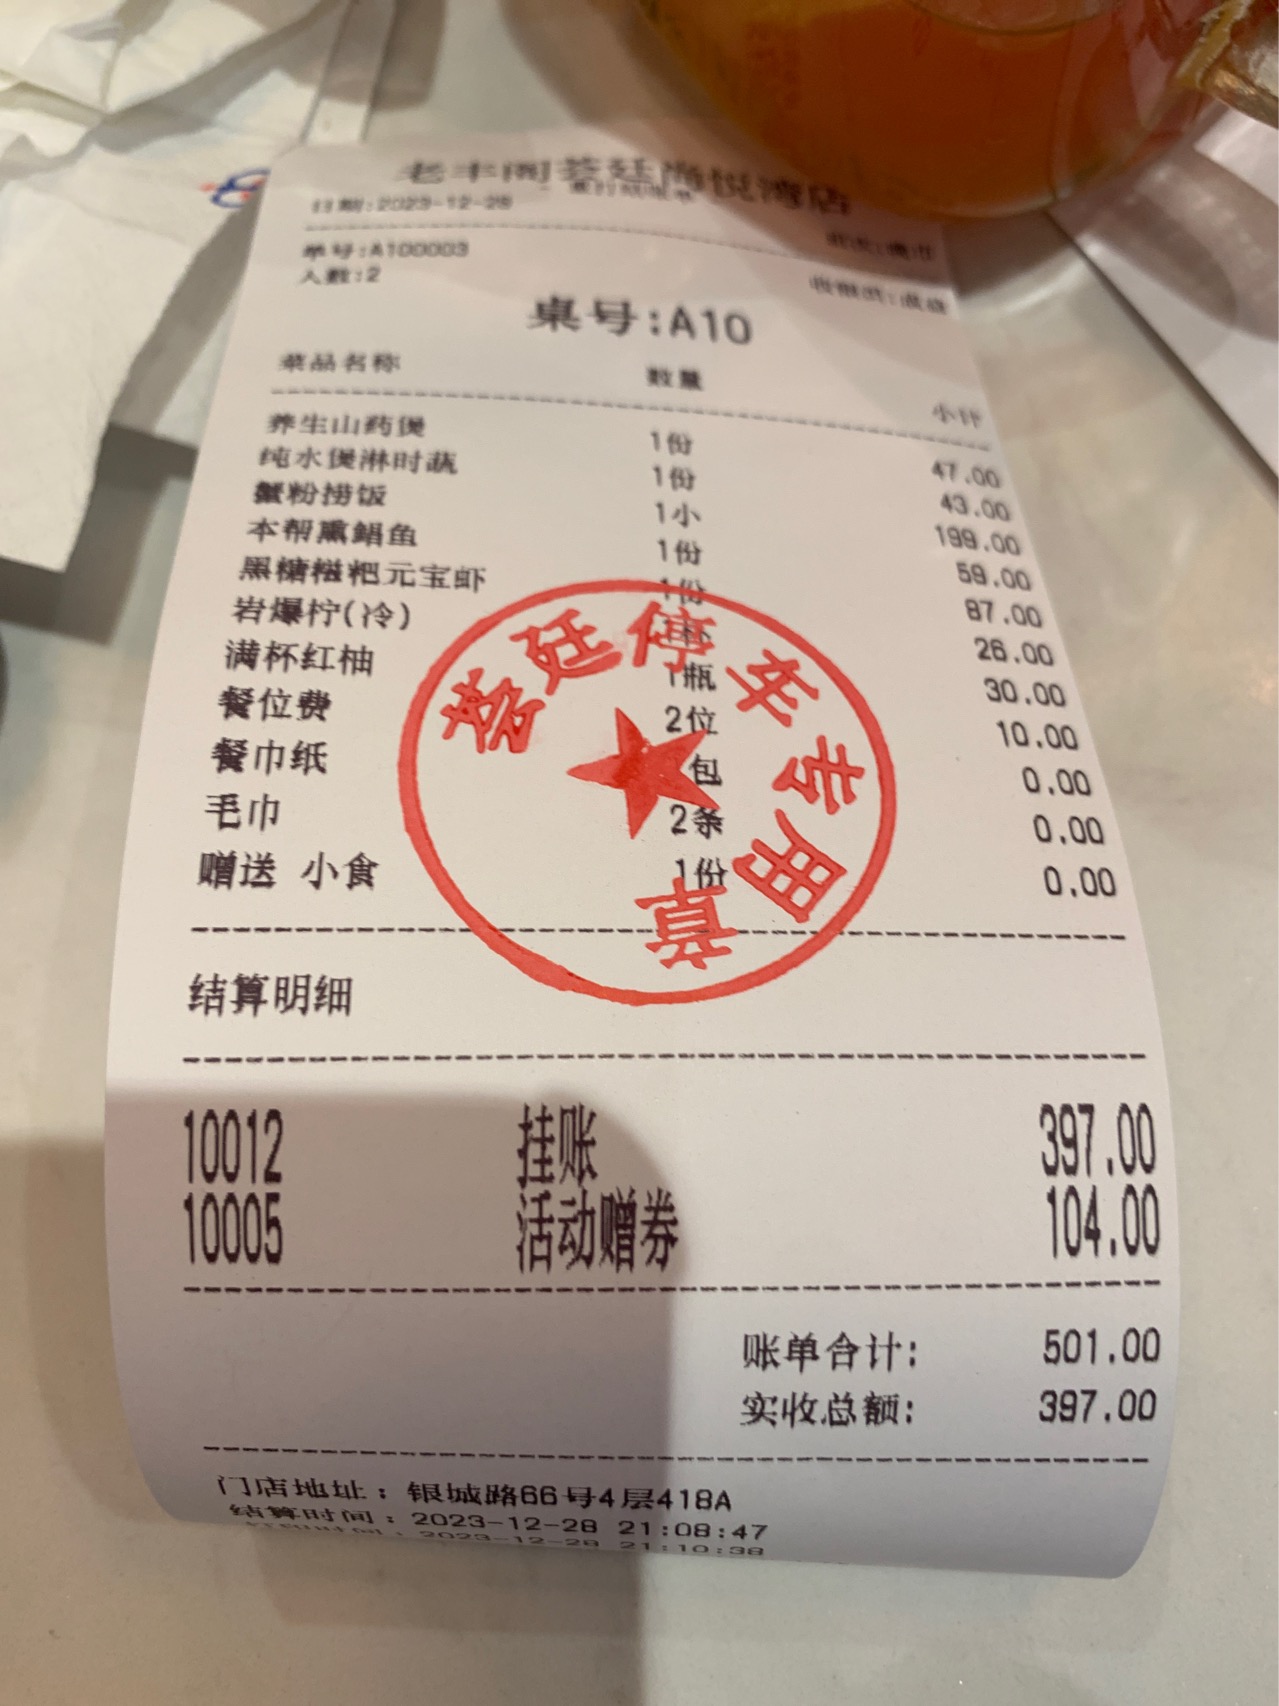 老丰阁荟廷尚悦湾店
日期:2023-12-28
单号:A100003
人数:2
桌号:A10
菜品名称 数量 小计
养生山药煲 1份 47.00
纯水煲淋时蔬 1份 43.00
蟹粉捞饭 1小 199.00
本帮熏鲳鱼 1份 59.00
黑糖糍粑元宝虾 1份 87.00
岩爆柠(冷) 26.00
满杯红柚 1瓶 30.00
餐位费 2位 10.00
餐巾纸 包 0.00
毛巾 2条 0.00
赠送 小食 1份 0.00
荟廷停车专用章
结算明细
10012 挂账 397.00
10005 活动赠券 104.00
账单合计: 501.00
实收总额: 397.00
门店地址：银城路66号4层418A
结算时间：2023-12-28 21:08:47
打印时间：2023-12-28 21:10:38